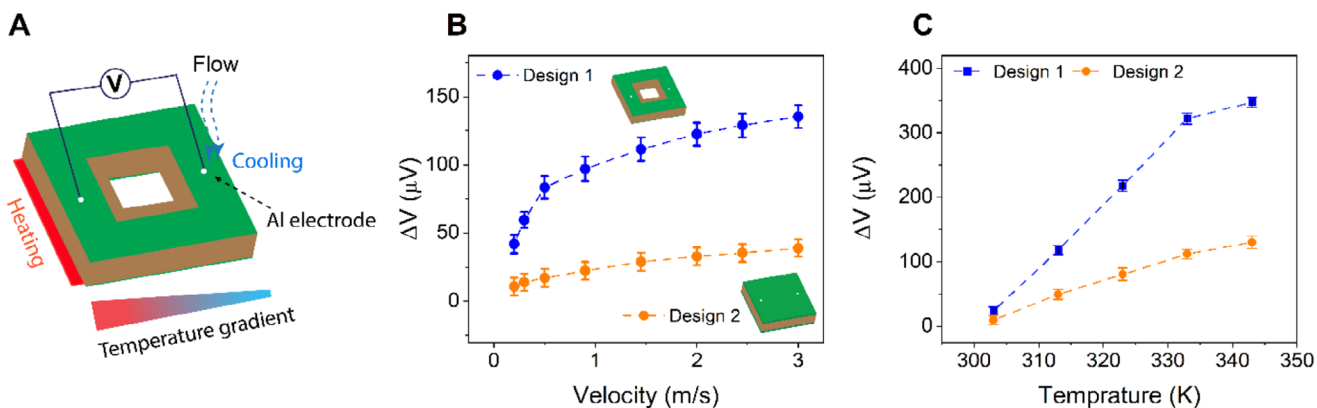 A
Flow
V
Cooling
Al electrode
Heating
Temperature gradient
B
ΔV (μV)
150
100
50
0
Design 1
Design 2
0 1 2 3
Velocity (m/s)
C
ΔV (μV)
400
300
200
100
0
Design 1 Design 2
300 310 320 330 340 350
Temprature (K)